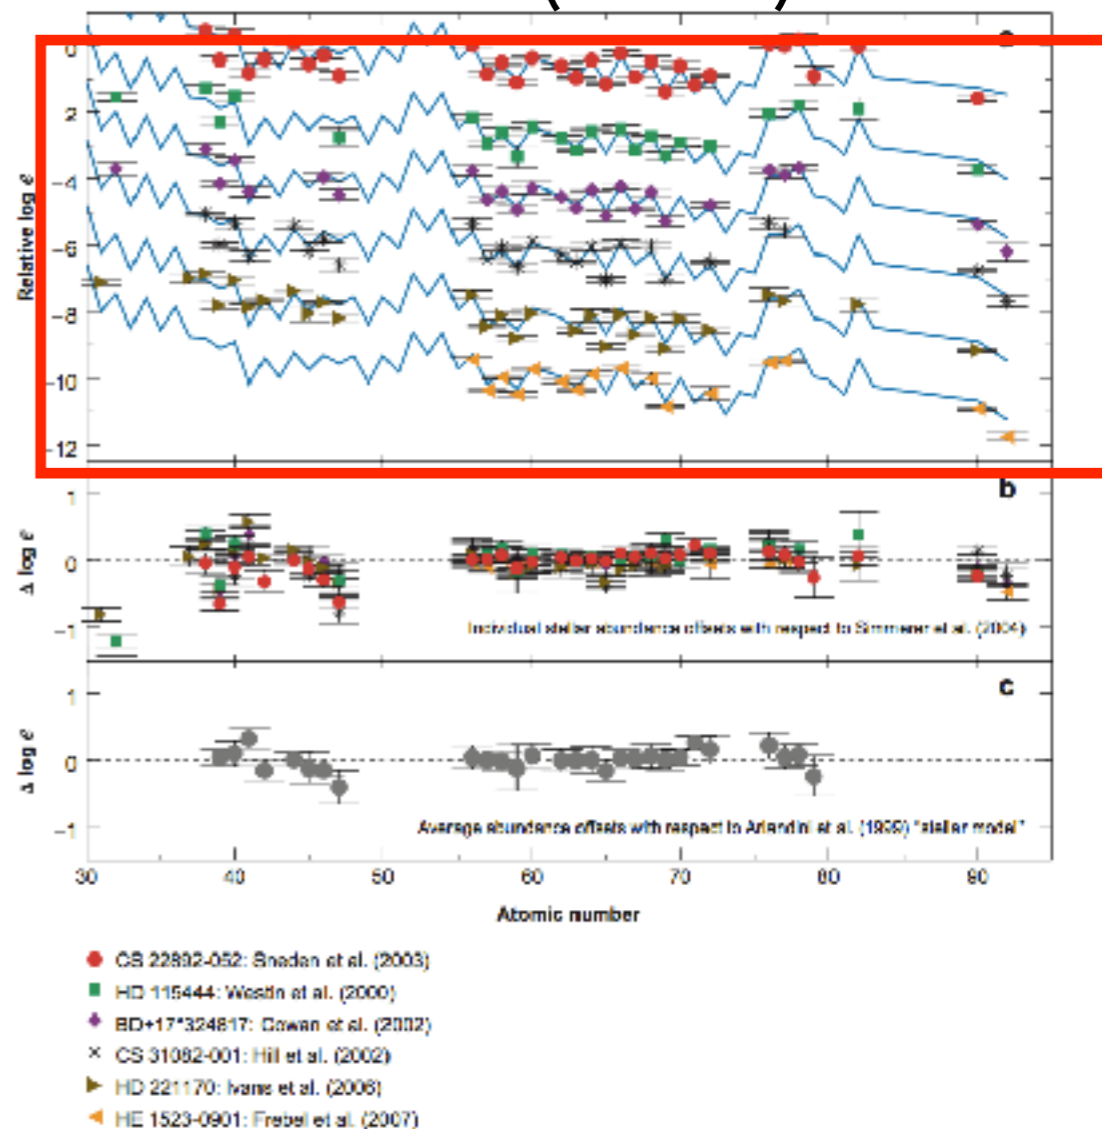 0
-2
-4
-6
-8
-10
-12
Relative log ϵ
b
1
0
-1
Δ log ϵ
Individual stellar abundance offsets with respect to Simmerer et al. (2004)
c
1
0
-1
Δ log ϵ
Average abundance offsets with respect to Arlandini et al. (1999) "stellar model"
30 40 50 60 70 80 90
Atomic number
CS 22892-052: Sneden et al. (2003)
HD 115444: Westin et al. (2000)
BD+17°324817: Cowan et al. (2002)
CS 31082-001: Hill et al. (2002)
HD 221170: Ivans et al. (2006)
HE 1523-0901: Frebel et al. (2007)